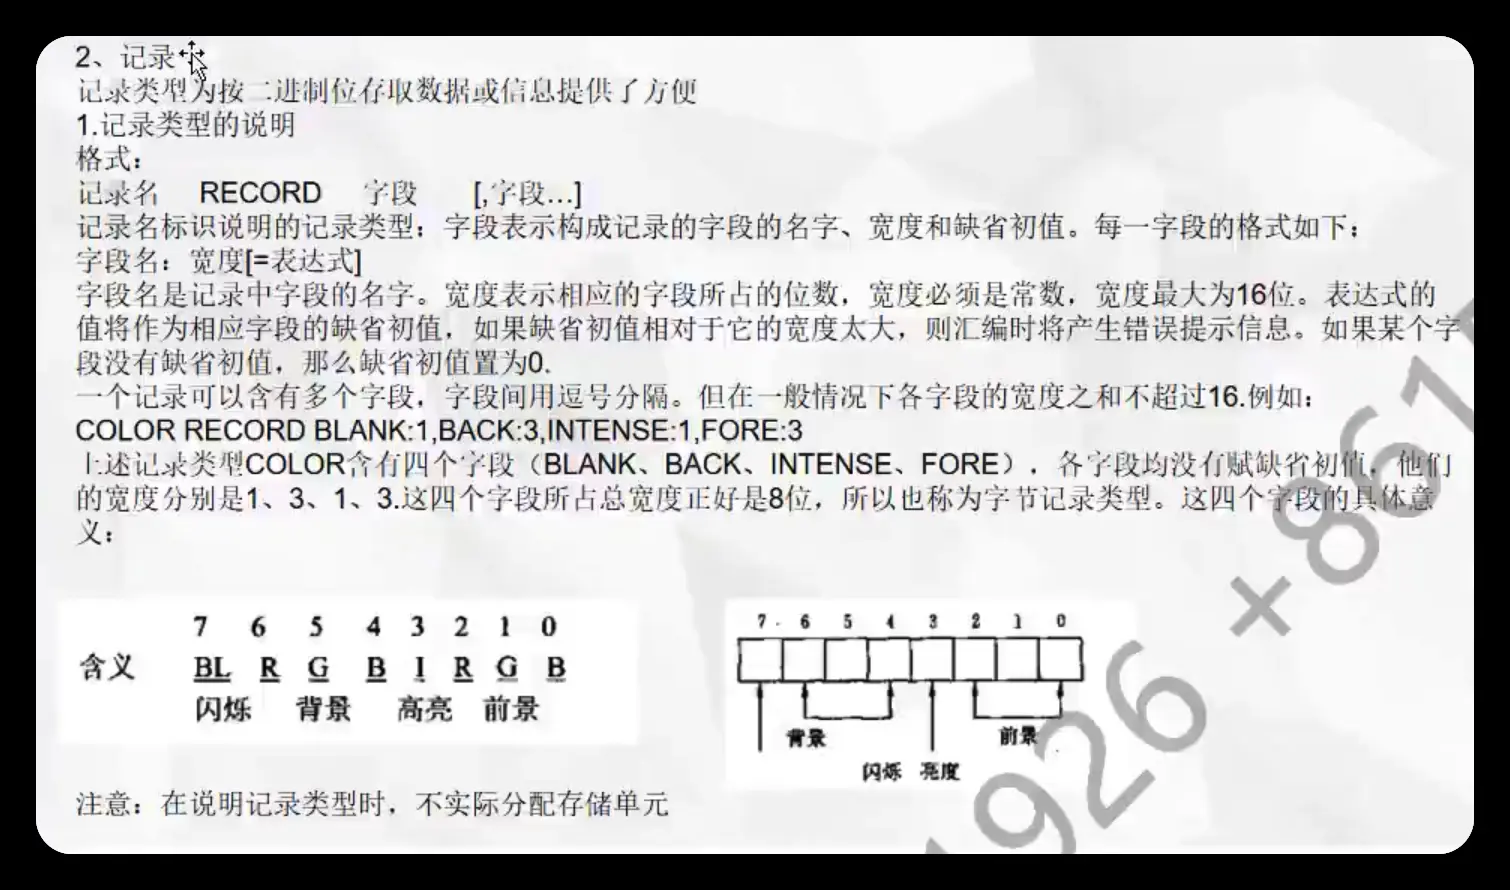 2、记录
记录类型为按二进制位存取数据或信息提供了方便
1.记录类型的说明
格式：
记录名 RECORD 字段 [,字段...]
记录名标识说明的记录类型；字段表示构成记录的字段的名字、宽度和缺省初值。每一字段的格式如下：
字段名：宽度[=表达式]
字段名是记录中字段的名字。宽度表示相应的字段所占的位数，宽度必须是常数，宽度最大为16位。表达式的
值将作为相应字段的缺省初值，如果缺省初值相对于它的宽度太大，则汇编时将产生错误提示信息。如果某个字
段没有缺省初值，那么缺省初值置为0.
一个记录可以含有多个字段，字段间用逗号分隔。但在一般情况下各字段的宽度之和不超过16.例如：
COLOR RECORD BLANK:1,BACK:3,INTENSE:1,FORE:3
上述记录类型COLOR含有四个字段（BLANK、BACK、INTENSE、FORE），各字段均没有赋缺省初值，他们
的宽度分别是1、3、1、3.这四个字段所占总宽度正好是8位，所以也称为字节记录类型。这四个字段的具体意
义：
7 6 5 4 3 2 1 0
含义 BL R G B I R G B
闪烁 背景 高亮 前景
7 6 5 4 3 2 1 0
背景 前景
闪烁 亮度
注意：在说明记录类型时，不实际分配存储单元
926 +861